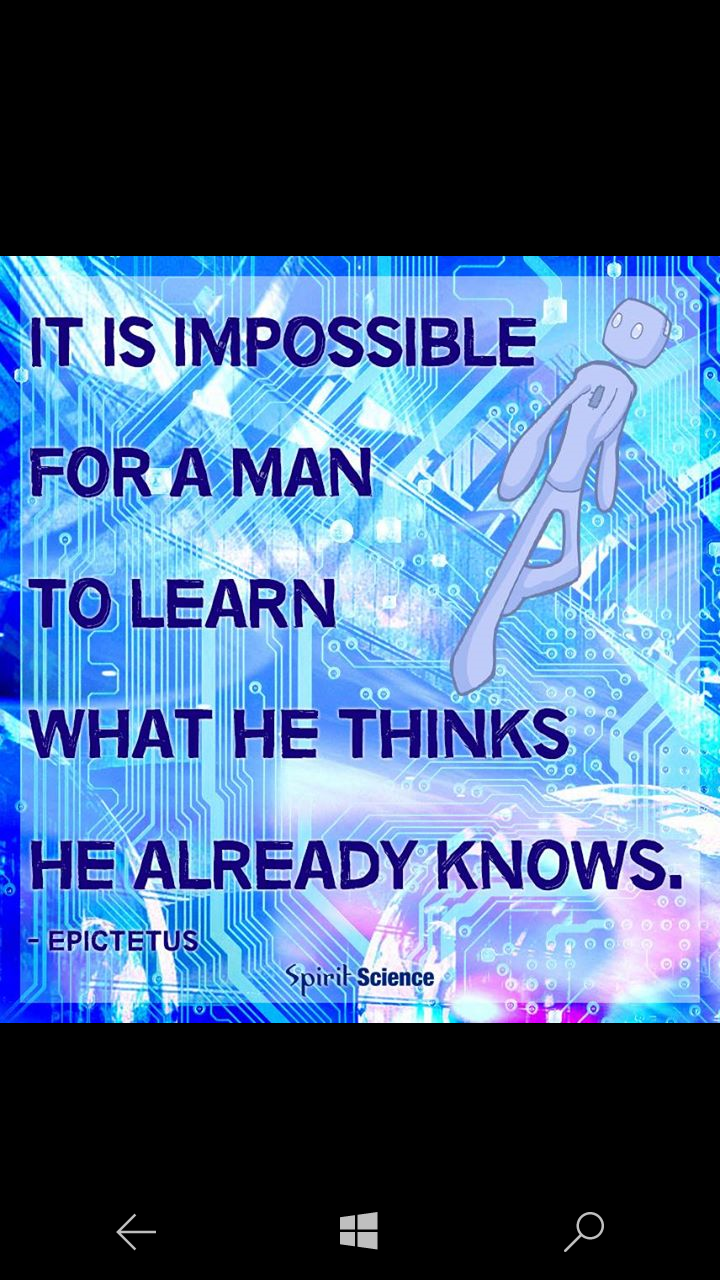 IT IS IMPOSSIBLE
FOR A MAN
TO LEARN
WHAT HE THINKS
HE ALREADY KNOWS.
- EPICTETUS
Spirit Science